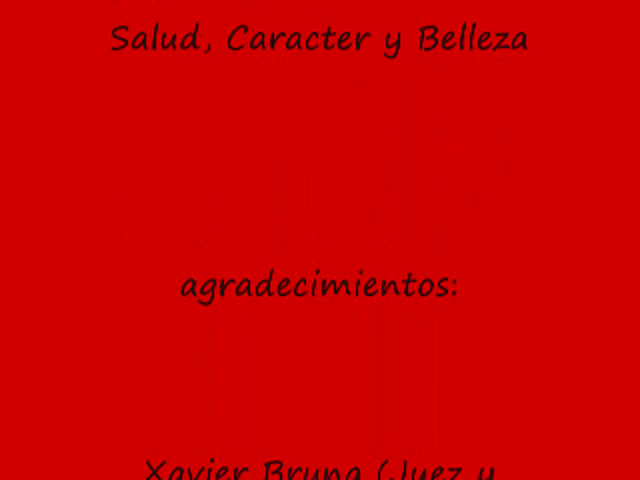 Salud, Caracter y Belleza
agradecimientos:
Xavier Bruna (Juez y